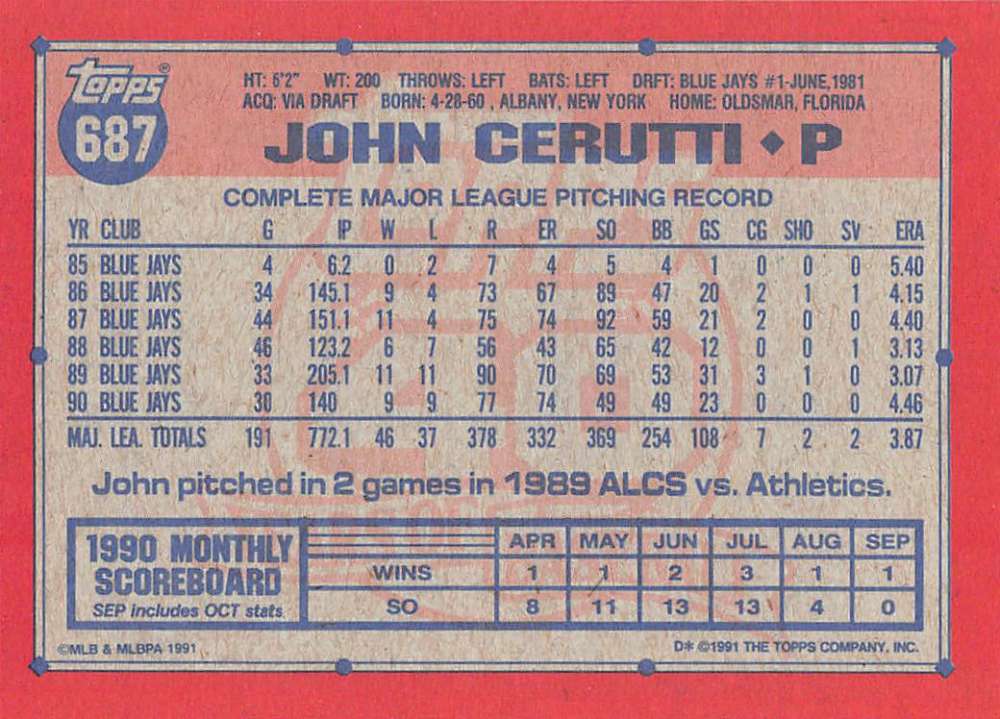 Topps®
687
HT: 6'2" WT: 200 THROWS: LEFT BATS: LEFT DRFT: BLUE JAYS #1-JUNE,1981
ACQ: VIA DRAFT BORN: 4-28-60 , ALBANY, NEW YORK HOME: OLDSMAR, FLORIDA
JOHN CERUTTI ◆ P
COMPLETE MAJOR LEAGUE PITCHING RECORD
YR CLUB G IP W L R ER SO BB GS CG SHO SV ERA
85 BLUE JAYS 4 6.2 0 2 7 4 5 4 1 0 0 0 5.40
86 BLUE JAYS 34 145.1 9 4 73 67 89 47 20 2 1 1 4.15
87 BLUE JAYS 44 151.1 11 4 75 74 92 59 21 2 0 0 4.40
88 BLUE JAYS 46 123.2 6 7 56 43 65 42 12 0 0 1 3.13
89 BLUE JAYS 33 205.1 11 11 90 70 69 53 31 3 1 0 3.07
90 BLUE JAYS 30 140 9 9 77 74 49 49 23 0 0 0 4.46
MAJ. LEA. TOTALS 191 772.1 46 37 378 332 369 254 108 7 2 2 3.87
John pitched in 2 games in 1989 ALCS vs. Athletics.
1990 MONTHLY
SCOREBOARD
SEP includes OCT stats
APR MAY JUN JUL AUG SEP
WINS 1 1 2 3 1 1
SO 8 11 13 13 4 0
©MLB & MLBPA 1991
D* ©1991 THE TOPPS COMPANY, INC.